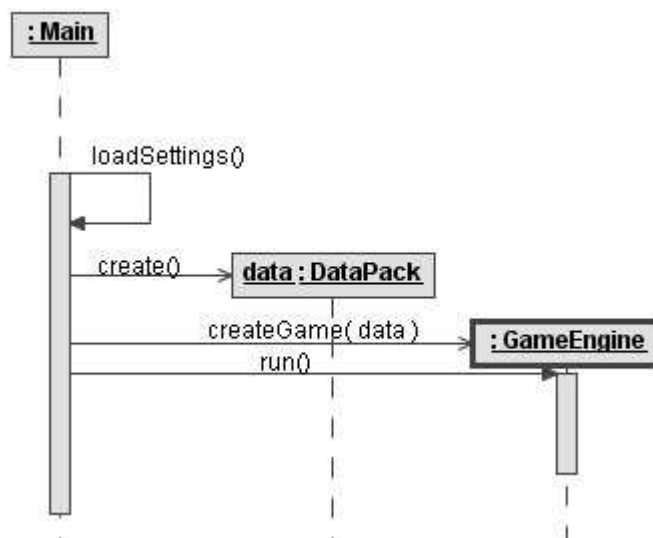 : Main
loadSettings()
create()
data : DataPack
createGame( data )
: GameEngine
run()